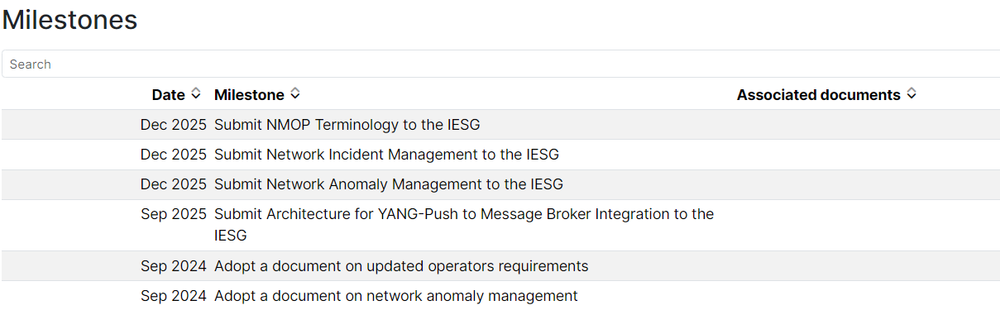 Milestones
Search
Date Milestone Associated documents
Dec 2025 Submit NMOP Terminology to the IESG
Dec 2025 Submit Network Incident Management to the IESG
Dec 2025 Submit Network Anomaly Management to the IESG
Sep 2025 Submit Architecture for YANG-Push to Message Broker Integration to the
IESG
Sep 2024 Adopt a document on updated operators requirements
Sep 2024 Adopt a document on network anomaly management